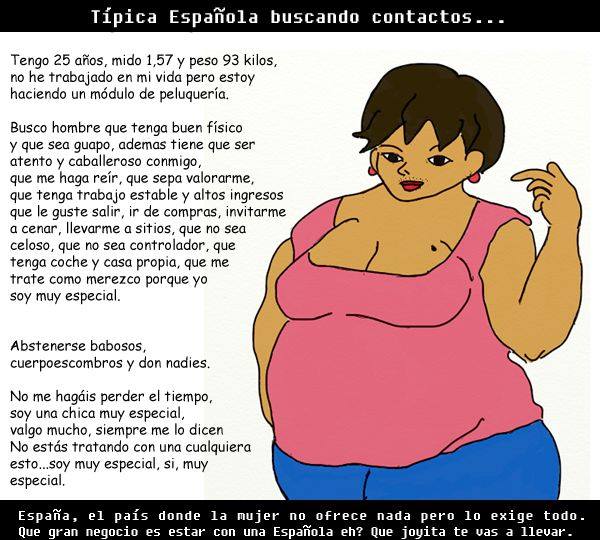 Típica Española buscando contactos...
Tengo 25 años, mido 1,57 y peso 93 kilos,
no he trabajado en mi vida pero estoy
haciendo un módulo de peluquería.
Busco hombre que tenga buen físico
y que sea guapo, ademas tiene que ser
atento y caballeroso conmigo,
que me haga reír, que sepa valorarme,
que tenga trabajo estable y altos ingresos
que le guste salir, ir de compras, invitarme
a cenar, llevarme a sitios, que no sea
celoso, que no sea controlador, que
tenga coche y casa propia, que me
trate como merezco porque yo
soy muy especial.
Abstenerse babosos,
cuerpoescombros y don nadies.
No me hagáis perder el tiempo,
soy una chica muy especial,
valgo mucho, siempre me lo dicen
No estás tratando con una cualquiera
esto...soy muy especial, si, muy
especial.
España, el país donde la mujer no ofrece nada pero lo exige todo.
Que gran negocio es estar con una Española eh? Que joyita te vas a llevar.